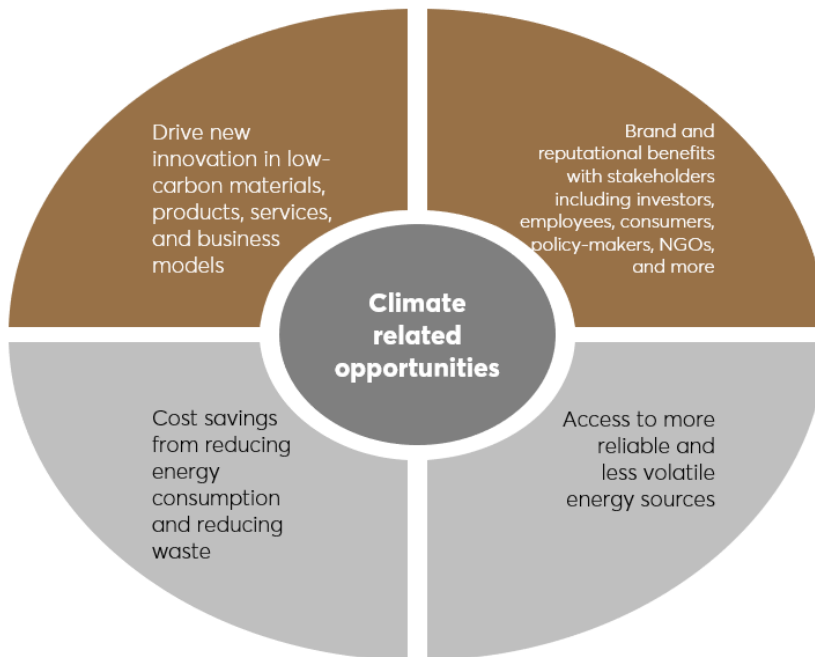 Drive new
innovation in low-
carbon materials,
products, services,
and business
models
Brand and
reputational benefits
with stakeholders
including investors,
employees, consumers,
policy-makers, NGOs,
and more
Climate
related
opportunities
Cost savings
from reducing
energy
consumption
and reducing
waste
Access to more
reliable and
less volatile
energy sources